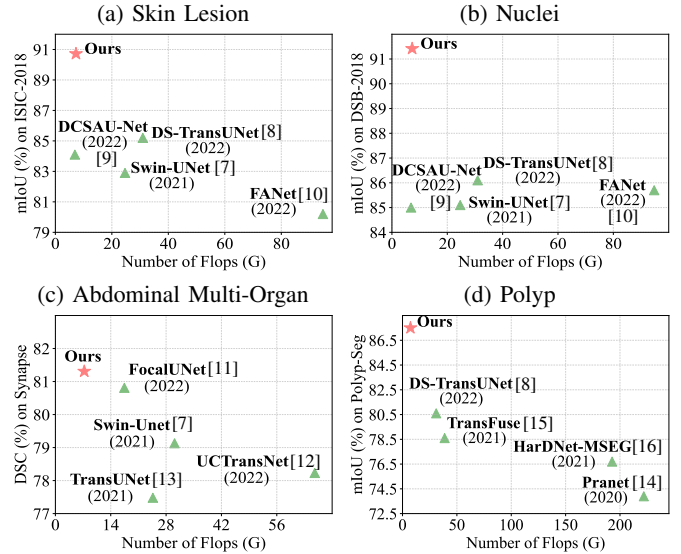 (a) Skin Lesion
mIoU (%) on ISIC-2018
91
89
87
85
83
81
79
Ours
DCSAU-Net
(2022)
[9]
DS-TransUNet[8]
(2022)
Swin-UNet[7]
(2021)
FANet[10]
(2022)
0 20 40 60 80
Number of Flops (G)
(b) Nuclei
mIoU (%) on DSB-2018
91
90
89
88
87
86
85
84
Ours
DCSAU-Net
(2022)
[9]
DS-TransUNet[8]
(2022)
Swin-UNet[7]
(2021)
FANet
(2022)
[10]
0 20 40 60 80
Number of Flops (G)
(c) Abdominal Multi-Organ
DSC (%) on Synapse
82
81
80
79
78
77
Ours
FocalUNet[11]
(2022)
Swin-Unet[7]
(2021)
UCTransNet[12]
(2022)
TransUNet[13]
(2021)
0 14 28 42 56
Number of Flops (G)
(d) Polyp
mIoU (%) on Polyp-Seg
86.5
84.5
82.5
80.5
78.5
76.5
74.5
72.5
Ours
DS-TransUNet[8]
(2022)
TransFuse[15]
(2021)
HarDNet-MSEG[16]
(2021)
Pranet[14]
(2020)
0 50 100 150 200
Number of Flops (G)